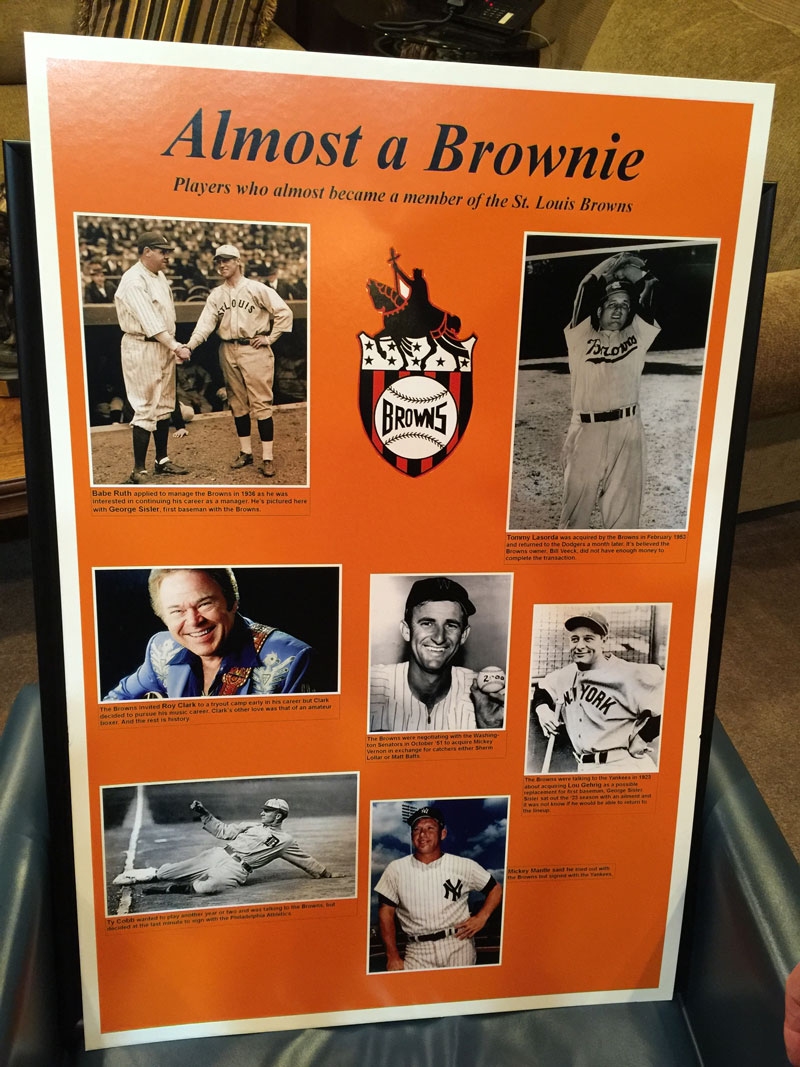 Almost a Brownie
Players who almost became a member of the St. Louis Browns
ST.LOUIS
BROWNS
Browns
Babe Ruth applied to manage the Browns in 1936 as he was
interested in continuing his career as a manager. He's pictured here
with George Sisler, first baseman with the Browns.
Tommy Lasorda was acquired by the Browns in February 1953
and returned to the Dodgers a month later. It's believed the
Browns owner, Bill Veeck, did not have enough money to
complete the transaction.
The Browns invited Roy Clark to a tryout camp early in his career but Clark
decided to pursue his music career. Clark's other love was that of an amateur
boxer. And the rest is history.
The Browns were negotiating with the Washing-
ton Senators in October '51 to acquire Mickey
Vernon in exchange for catchers either Sherm
Lollar or Matt Batts.
NEW YORK
The Browns were talking to the Yankees in 1923
about acquiring Lou Gehrig as a possible
replacement for first baseman, George Sisler.
Sisler sat out the '23 season with an ailment and
it was not know if he would be able to return to
the lineup.
Ty Cobb wanted to play another year or two and was talking to the Browns, but
decided at the last minute to sign with the Philadelphia Athletics.
NY
Mickey Mantle said he tried out with
the Browns but signed with the Yankees.